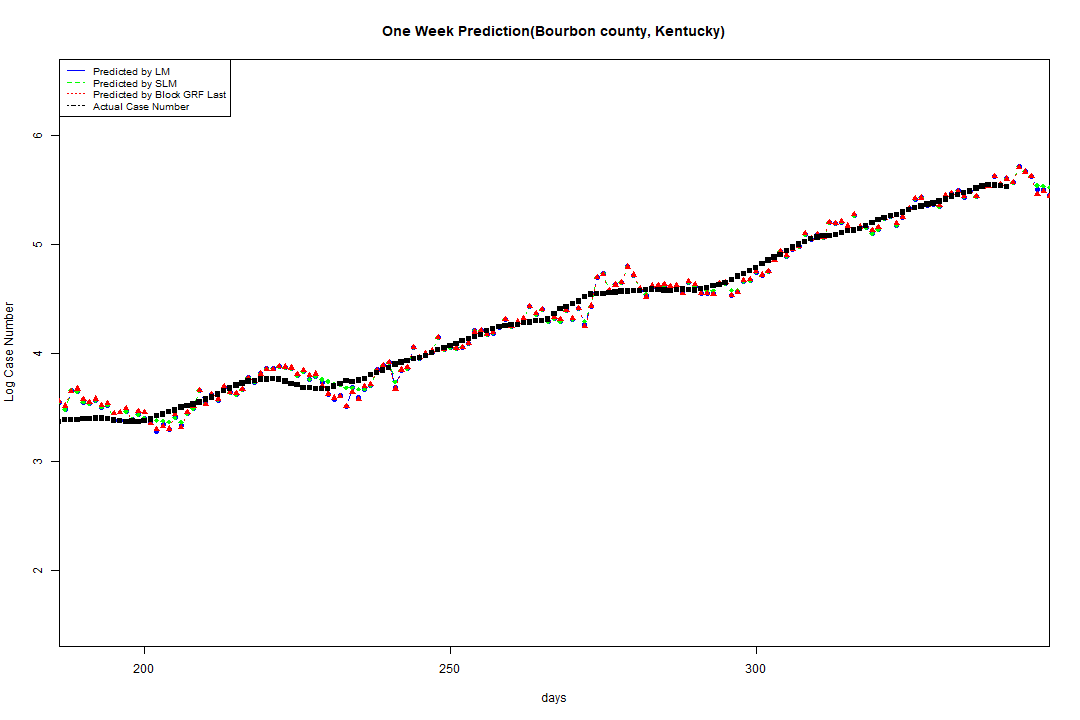 One Week Prediction(Bourbon county, Kentucky)
Predicted by LM
Predicted by SLM
Predicted by Block GRF Last
Actual Case Number
6
5
4
3
2
Log Case Number
200 250 300
days